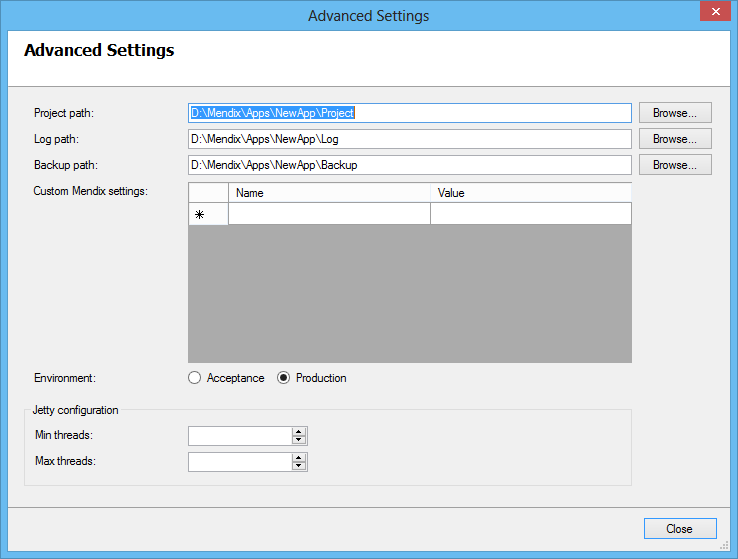 Advanced Settings
Advanced Settings
Project path: D:\Mendix\Apps\NewApp\Project Browse...
Log path: D:\Mendix\Apps\NewApp\Log Browse...
Backup path: D:\Mendix\Apps\NewApp\Backup Browse...
Custom Mendix settings: Name Value
Environment: Acceptance Production
Jetty configuration
Min threads:
Max threads:
Close